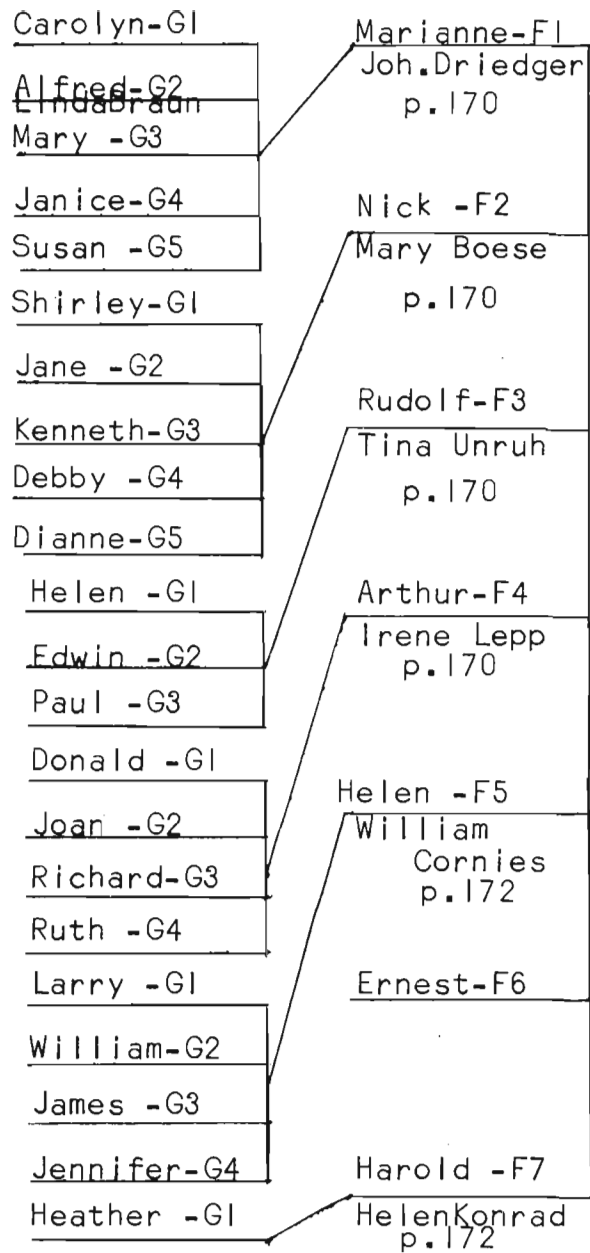 Carolyn-G1
Alfred-G2
LindaBraun
Mary -G3
Janice-G4
Susan -G5
Shirley-G1
Jane -G2
Kenneth-G3
Debby -G4
Dianne-G5
Helen -G1
Edwin -G2
Paul -G3
Donald -G1
Joan -G2
Richard-G3
Ruth -G4
Larry -G1
William-G2
James -G3
Jennifer-G4
Heather -G1
Marianne-F1
Joh.Driedger
p.170
Nick -F2
Mary Boese
p.170
Rudolf-F3
Tina Unruh
p.170
Arthur-F4
Irene Lepp
p.170
Helen -F5
William
Cornies
p.172
Ernest-F6
Harold -F7
HelenKonrad
p.172